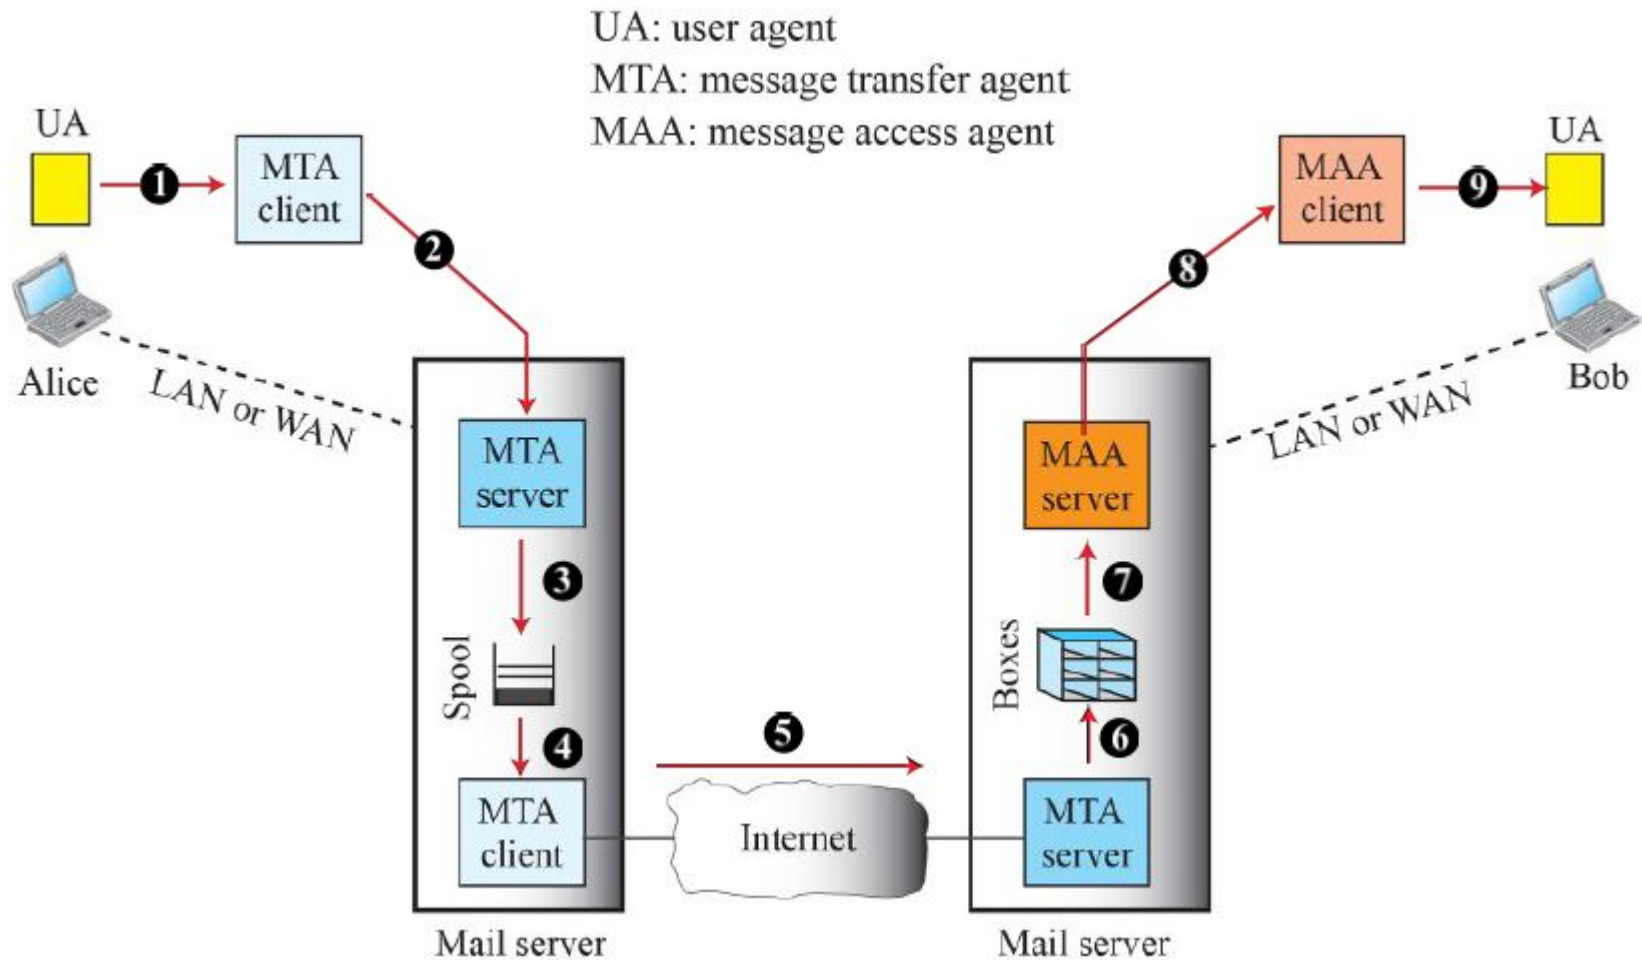 UA: user agent
MTA: message transfer agent
MAA: message access agent
UA
1
MTA
client
2
Alice
LAN or WAN
MTA
server
3
Spool
4
MTA
client
Mail server
5
Internet
MAA
client
9
UA
8
Bob
LAN or WAN
MAA
server
7
Boxes
6
MTA
server
Mail server